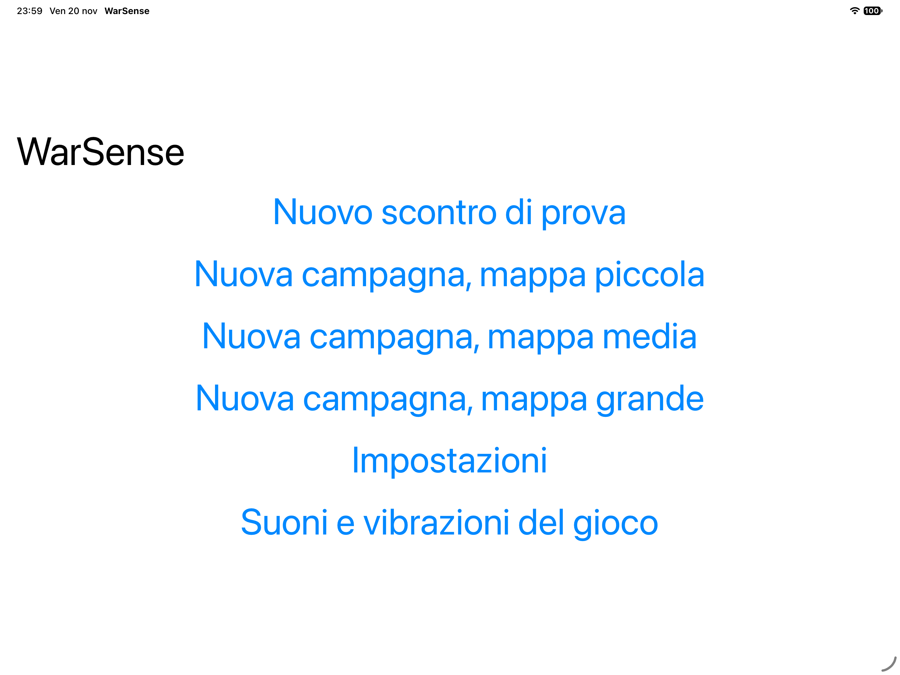 23:59 Ven 20 nov WarSense 100
WarSense
Nuovo scontro di prova
Nuova campagna, mappa piccola
Nuova campagna, mappa media
Nuova campagna, mappa grande
Impostazioni
Suoni e vibrazioni del gioco